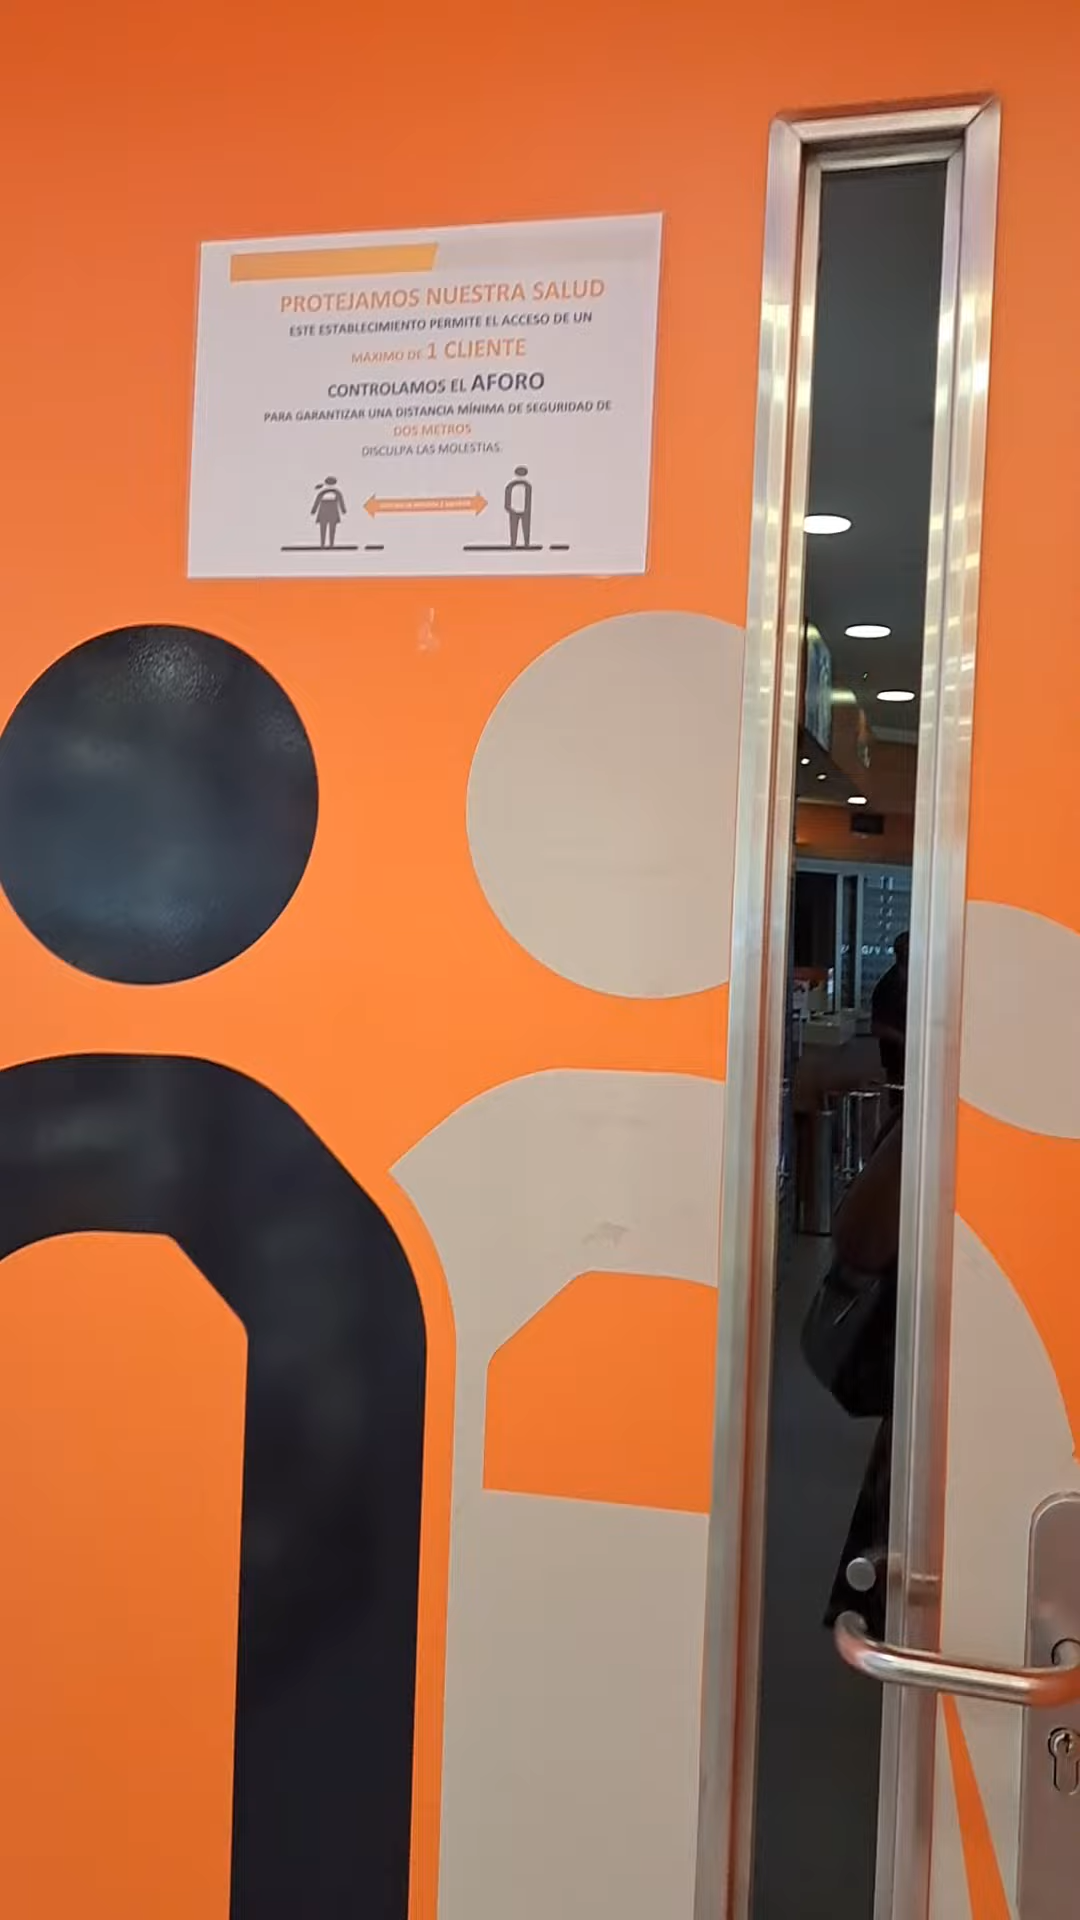 PROTEJAMOS NUESTRA SALUD
ESTE ESTABLECIMIENTO PERMITE EL ACCESO DE UN
MAXIMO DE 1 CLIENTE
CONTROLAMOS EL AFORO
PARA GARANTIZAR UNA DISTANCIA MÍNIMA DE SEGURIDAD DE
DOS METROS
DISCULPA LAS MOLESTIAS.